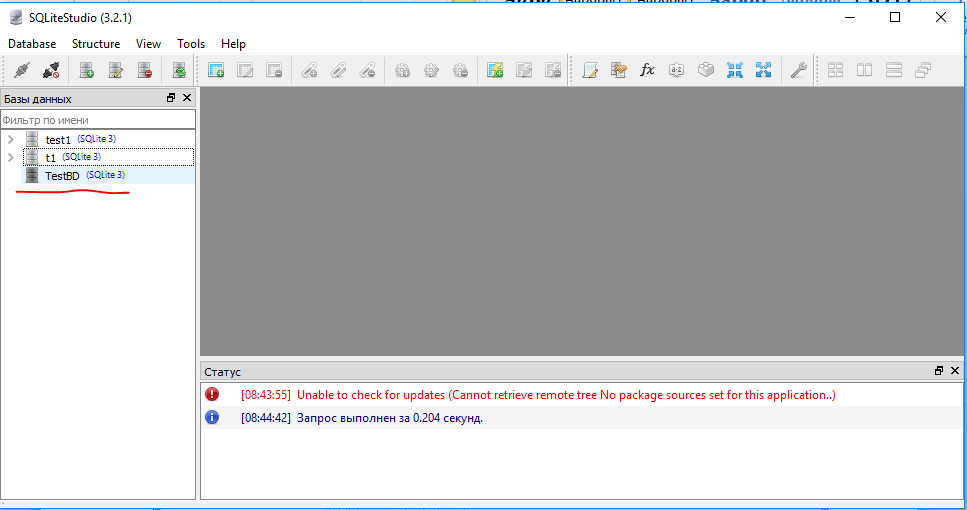 SQLiteStudio (3.2.1)
Database Structure View Tools Help
Базы данных
Фильтр по имени
test1 (SQLite 3)
t1 (SQLite 3)
TestBD (SQLite 3)
Статус
[08:43:55] Unable to check for updates (Cannot retrieve remote tree No package sources set for this application..)
[08:44:42] Запрос выполнен за 0.204 секунд.